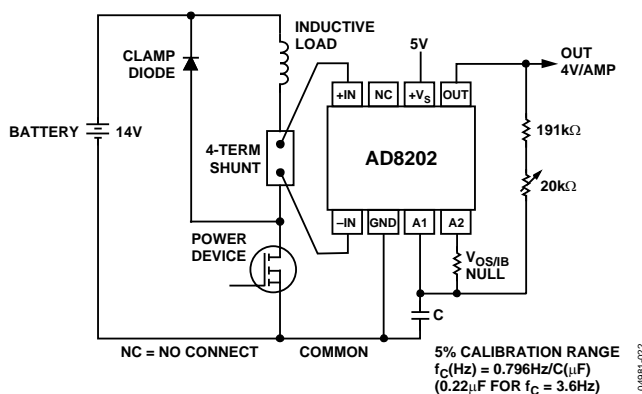 INDUCTIVE
LOAD
CLAMP
DIODE
5V
OUT
4V/AMP
+IN
NC
+VS
OUT
BATTERY
14V
4-TERM
SHUNT
AD8202
191kΩ
20kΩ
–IN
GND
A1
A2
POWER
DEVICE
VOS/IB
NULL
C
NC = NO CONNECT
COMMON
5% CALIBRATION RANGE
fC(Hz) = 0.796Hz/C(µF)
(0.22µF FOR fC = 3.6Hz)
04981-022